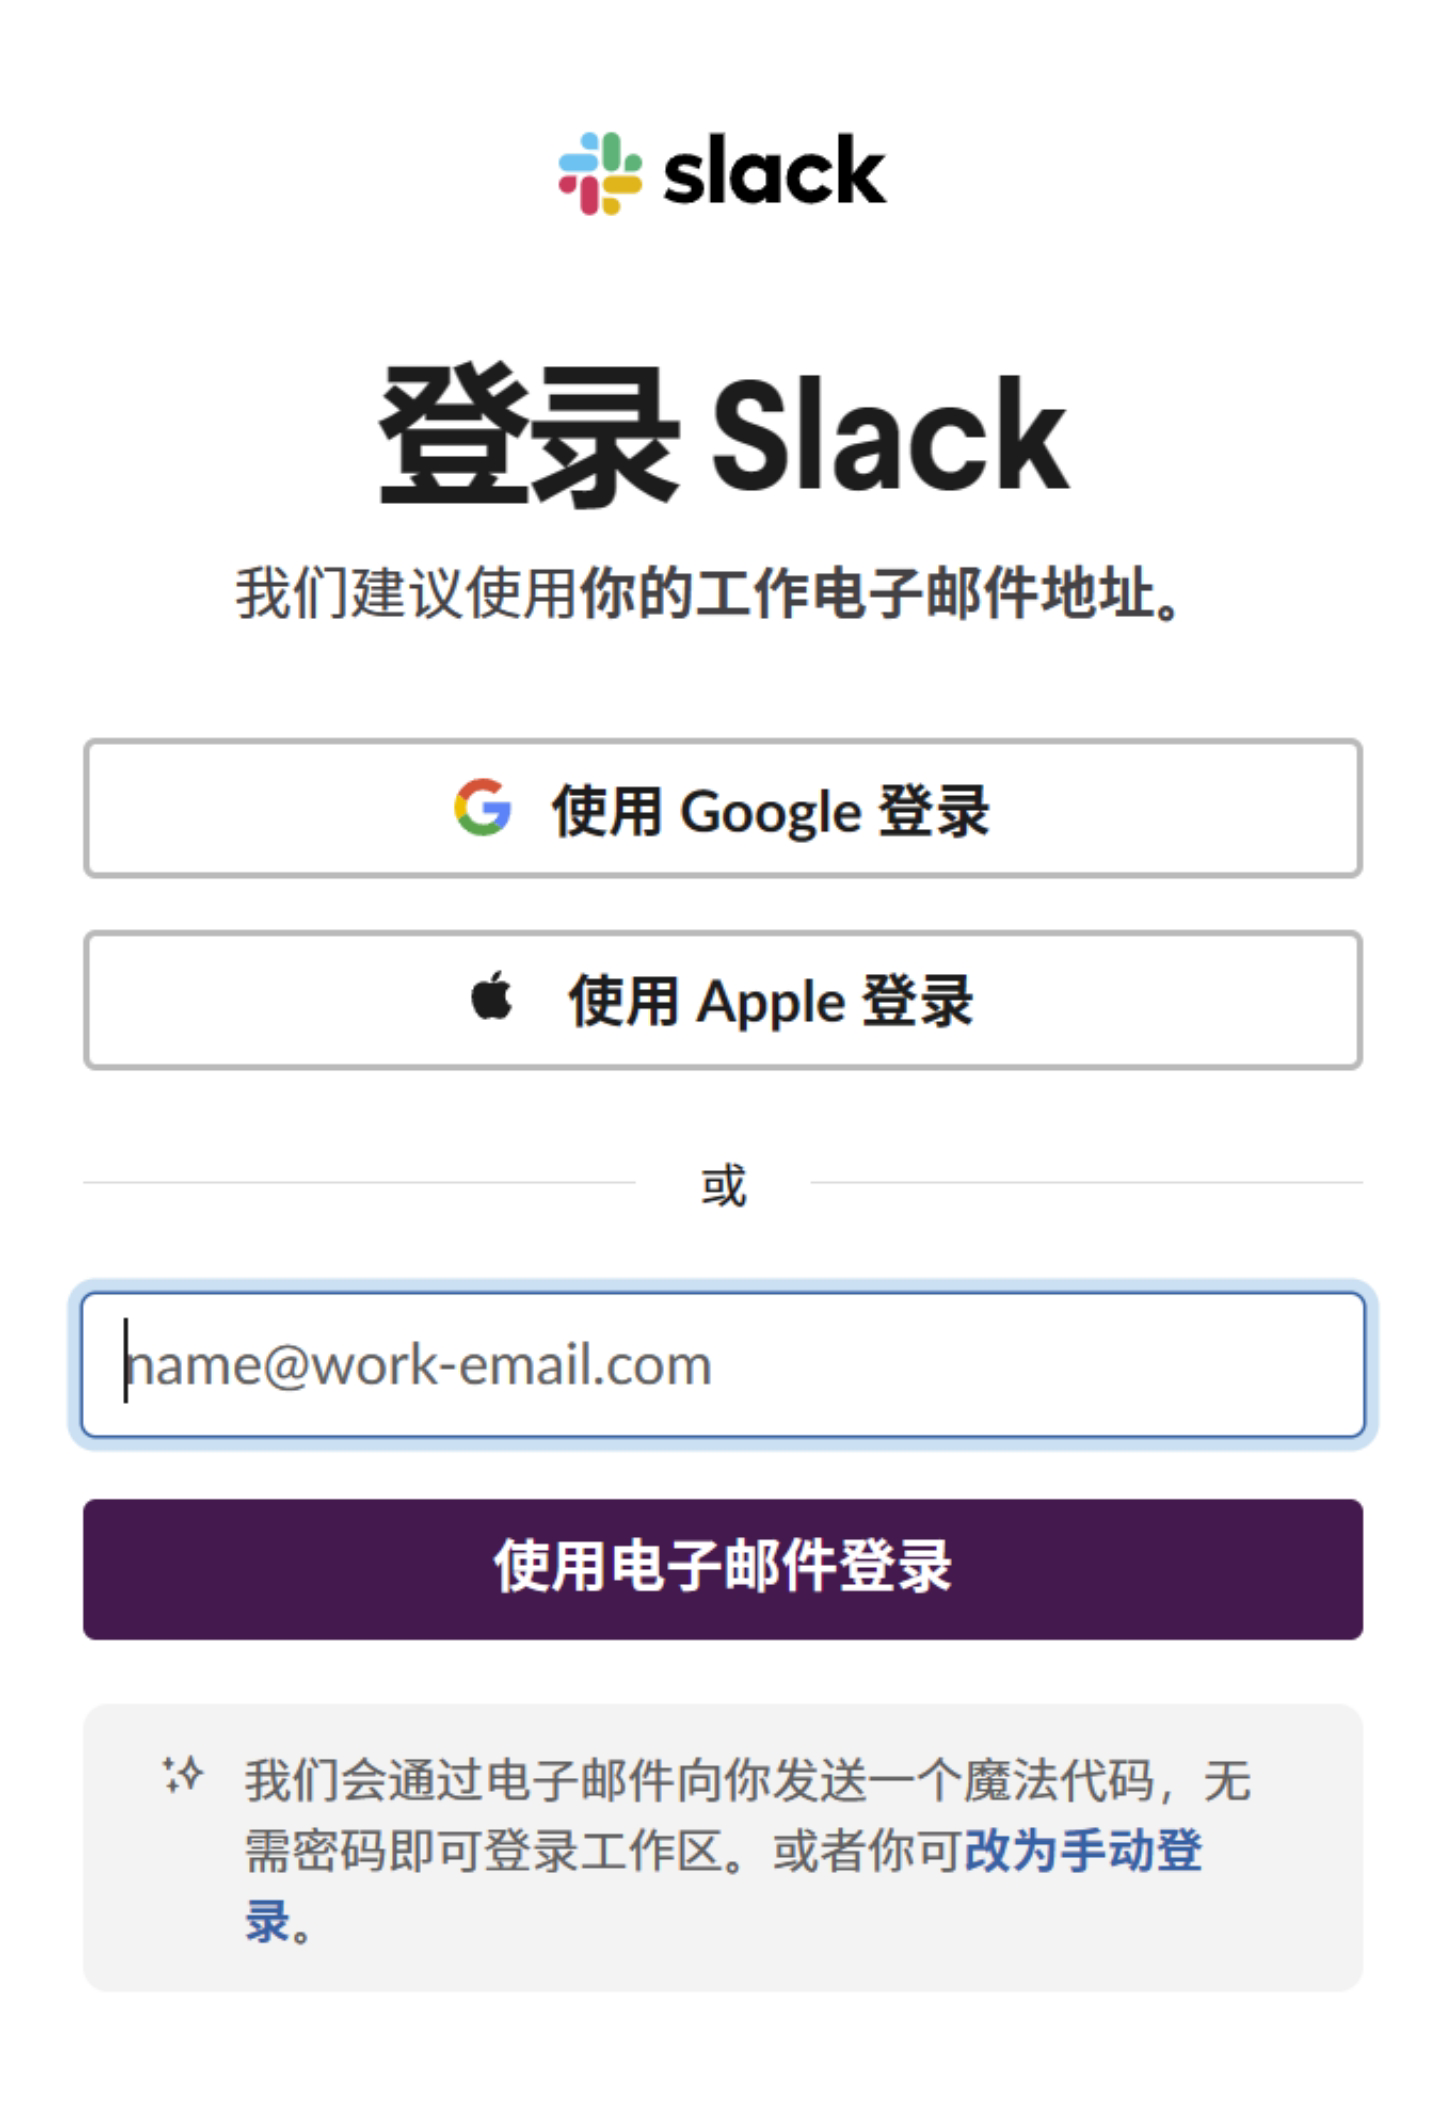 slack
登录 Slack
我们建议使用你的工作电子邮件地址。
使用 Google 登录
使用 Apple 登录
或
name@work-email.com
使用电子邮件登录
我们会通过电子邮件向你发送一个魔法代码，无
需密码即可登录工作区。或者你可改为手动登
录。